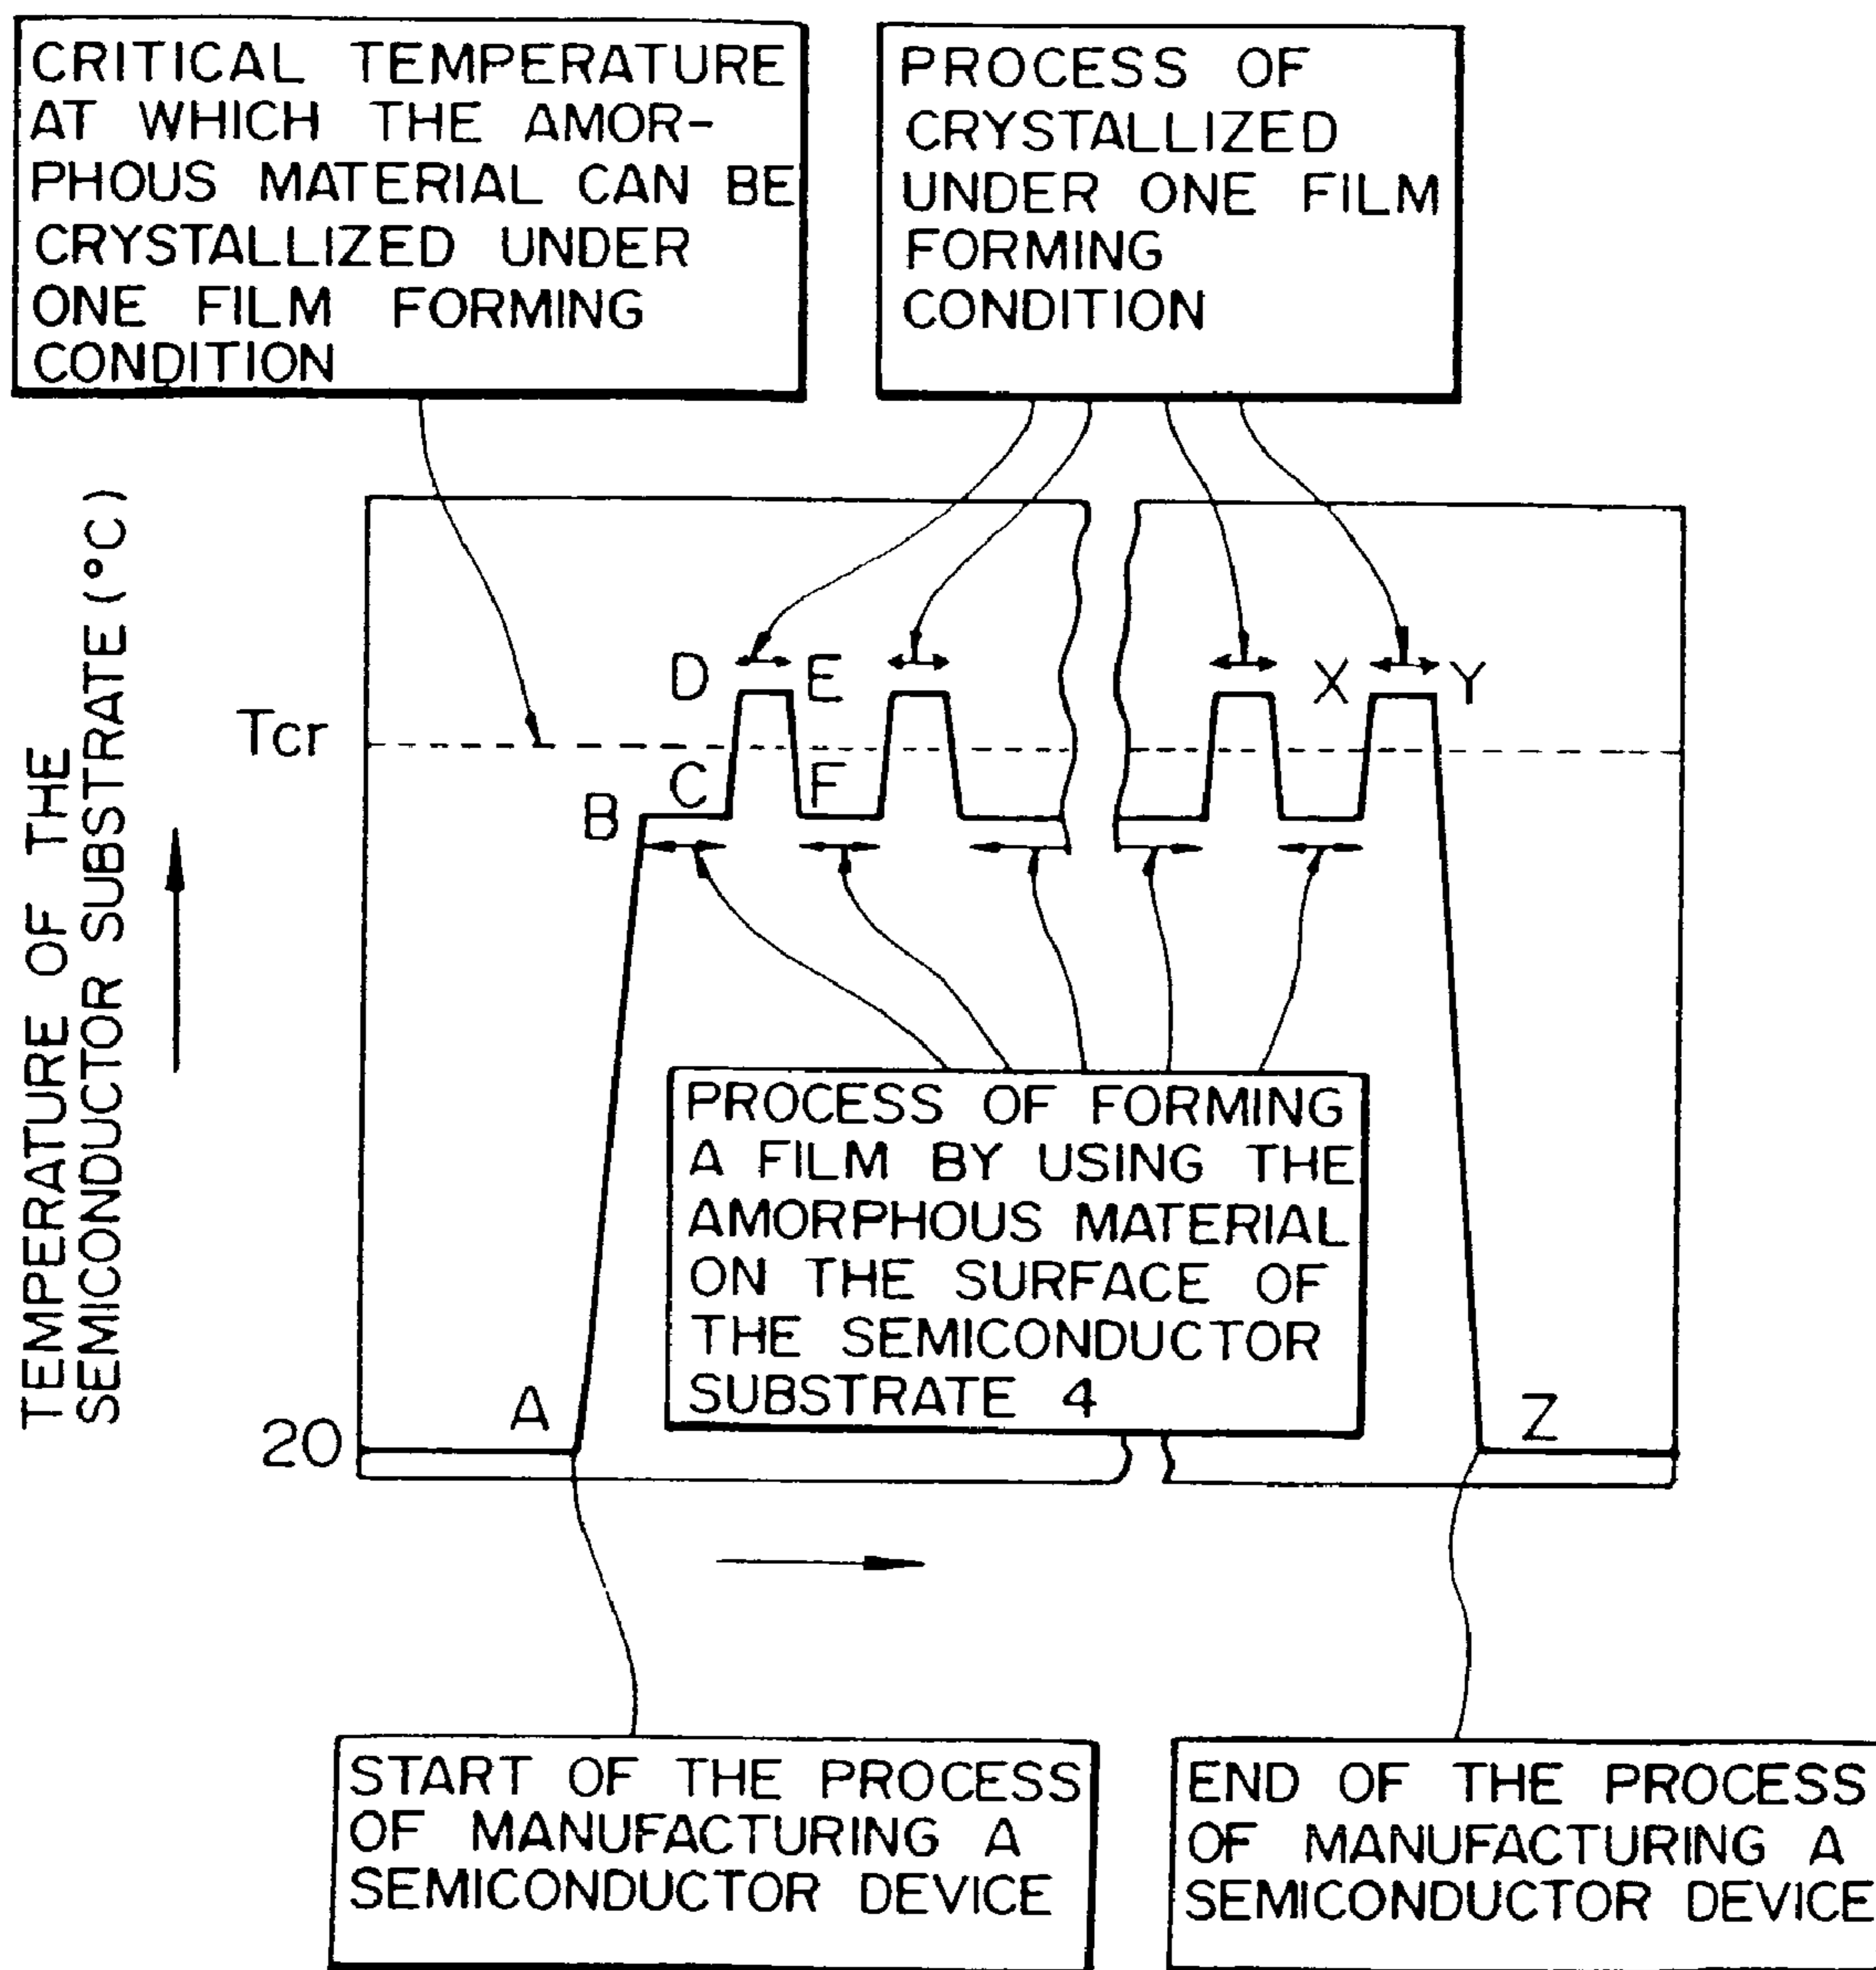 CRITICAL TEMPERATURE
AT WHICH THE AMOR-
PHOUS MATERIAL CAN BE
CRYSTALLIZED UNDER
ONE FILM FORMING
CONDITION
PROCESS OF
CRYSTALLIZED
UNDER ONE FILM
FORMING
CONDITION
TEMPERATURE OF THE
SEMICONDUCTOR SUBSTRATE (°C)
D
E
X
Y
Tcr
C
F
B
PROCESS OF FORMING
A FILM BY USING THE
AMORPHOUS MATERIAL
ON THE SURFACE OF
THE SEMICONDUCTOR
SUBSTRATE 4
A
Z
20
START OF THE PROCESS
OF MANUFACTURING A
SEMICONDUCTOR DEVICE
END OF THE PROCESS
OF MANUFACTURING A
SEMICONDUCTOR DEVICE